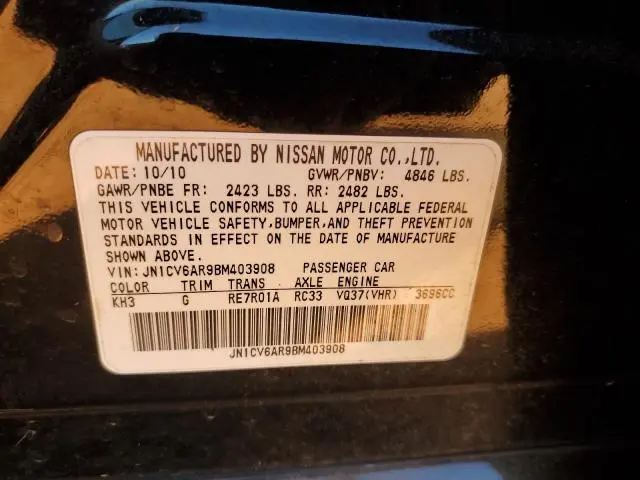 MANUFACTURED BY NISSAN MOTOR CO.,LTD.
DATE: 10/10 GVWR/PNBV: 4846 LBS.
GAWR/PNBE FR: 2423 LBS. RR: 2482 LBS.
THIS VEHICLE CONFORMS TO ALL APPLICABLE FEDERAL
MOTOR VEHICLE SAFETY,BUMPER,AND THEFT PREVENTION
STANDARDS IN EFFECT ON THE DATE OF MANUFACTURE
SHOWN ABOVE.
VIN: JN1CV6AR9BM403908 PASSENGER CAR
COLOR TRIM TRANS AXLE ENGINE
KH3 G RE7R01A RC33 VQ37(VHR) 3696CC
JN1CV6AR9BM403908